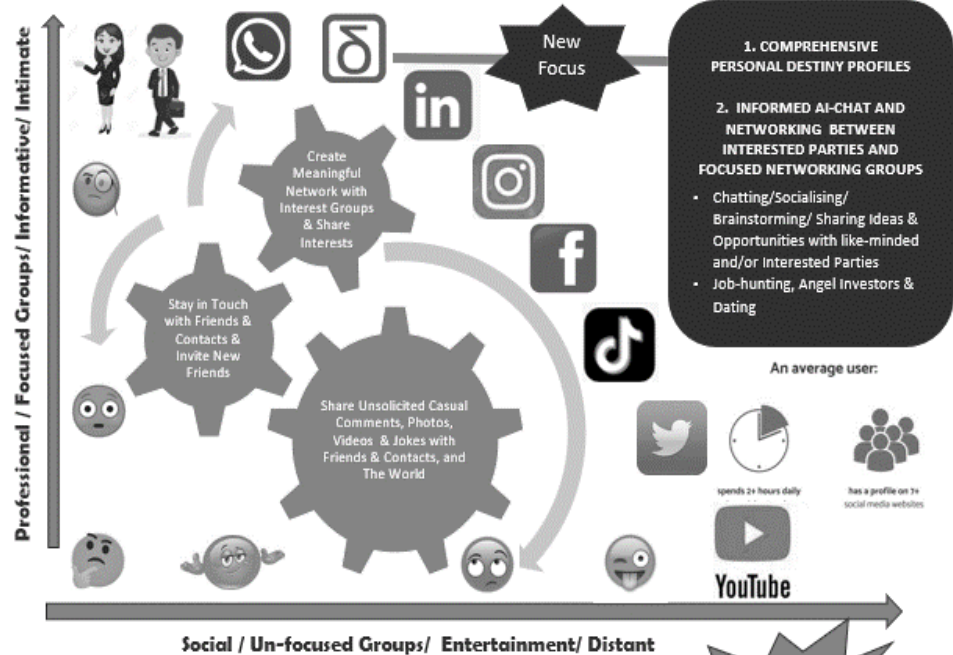 Professional / Focused Groups/ Informative/ Intimate
δ
in
New
Focus
1. COMPREHENSIVE
PERSONAL DESTINY PROFILES
2. INFORMED AI-CHAT AND
NETWORKING BETWEEN
INTERESTED PARTIES AND
FOCUSED NETWORKING GROUPS
▪ Chatting/Socialising/
Brainstorming/ Sharing Ideas &
Opportunities with like-minded
and/or Interested Parties
▪ Job-hunting, Angel Investors &
Dating
Create
Meaningful
Network with
Interest Groups
& Share
Interests
f
Stay in Touch
with Friends &
Contacts &
Invite New
Friends
Share Unsolicited Casual
Comments, Photos,
Videos & Jokes with
Friends & Contacts, and
The World
An average user:
spends 2+ hours daily
has a profile on 7+
social media websites
YouTube
Social / Un-focused Groups/ Entertainment/ Distant